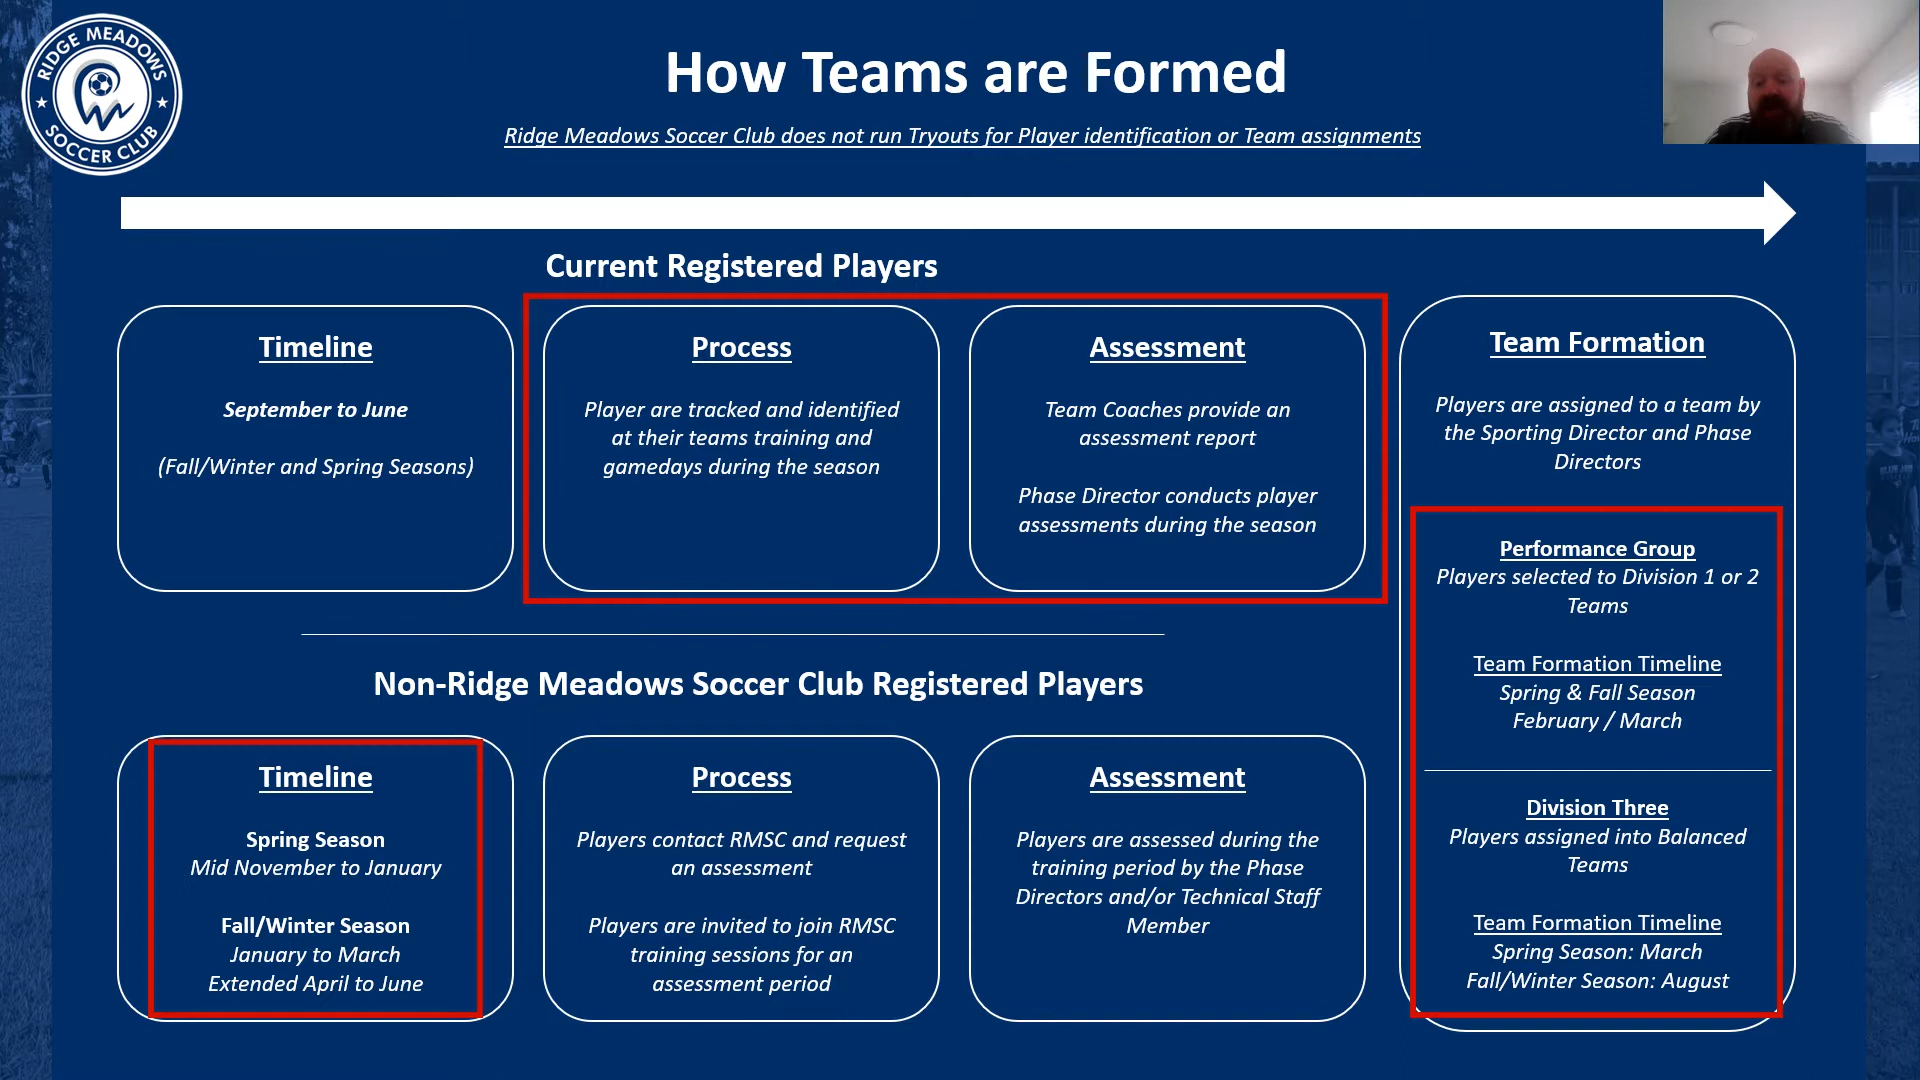 RIDGE MEADOWS
SOCCER CLUB
How Teams are Formed
Ridge Meadows Soccer Club does not run Tryouts for Player identification or Team assignments
Current Registered Players
Timeline
September to June
(Fall/Winter and Spring Seasons)
Process
Player are tracked and identified
at their teams training and
gamedays during the season
Assessment
Team Coaches provide an
assessment report
Phase Director conducts player
assessments during the season
Non-Ridge Meadows Soccer Club Registered Players
Timeline
Spring Season
Mid November to January
Fall/Winter Season
January to March
Extended April to June
Process
Players contact RMSC and request
an assessment
Players are invited to join RMSC
training sessions for an
assessment period
Assessment
Players are assessed during the
training period by the Phase
Directors and/or Technical Staff
Member
Team Formation
Players are assigned to a team by
the Sporting Director and Phase
Directors
Performance Group
Players selected to Division 1 or 2
Teams
Team Formation Timeline
Spring & Fall Season
February / March
Division Three
Players assigned into Balanced
Teams
Team Formation Timeline
Spring Season: March
Fall/Winter Season: August